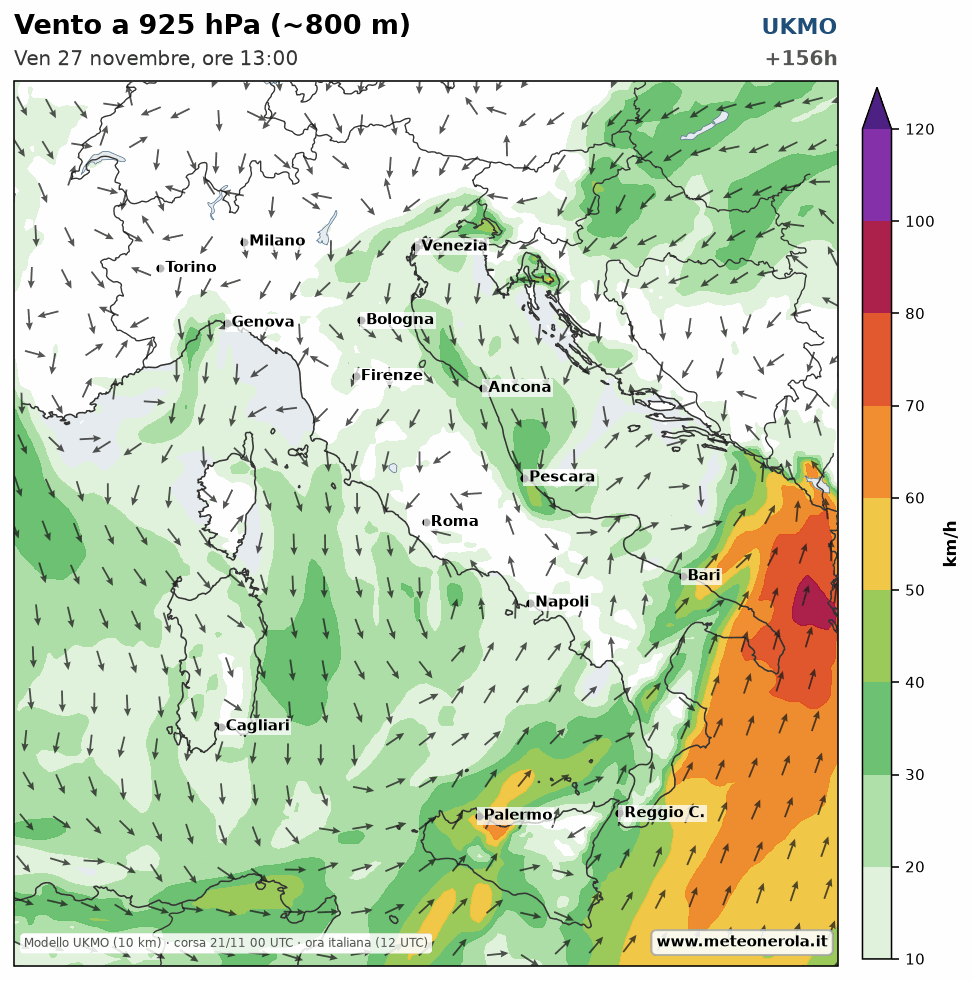 Vento a 925 hPa (~800 m)
UKMO
Ven 27 novembre, ore 13:00
+156h
120
100
80
70
60
50
40
30
20
10
km/h
Milano
Venezia
Torino
Genova
Bologna
Firenze
Ancona
Pescara
Roma
Bari
Napoli
Cagliari
Palermo
Reggio C.
Modello UKMO (10 km) · corsa 21/11 00 UTC · ora italiana (12 UTC)
www.meteonerola.it